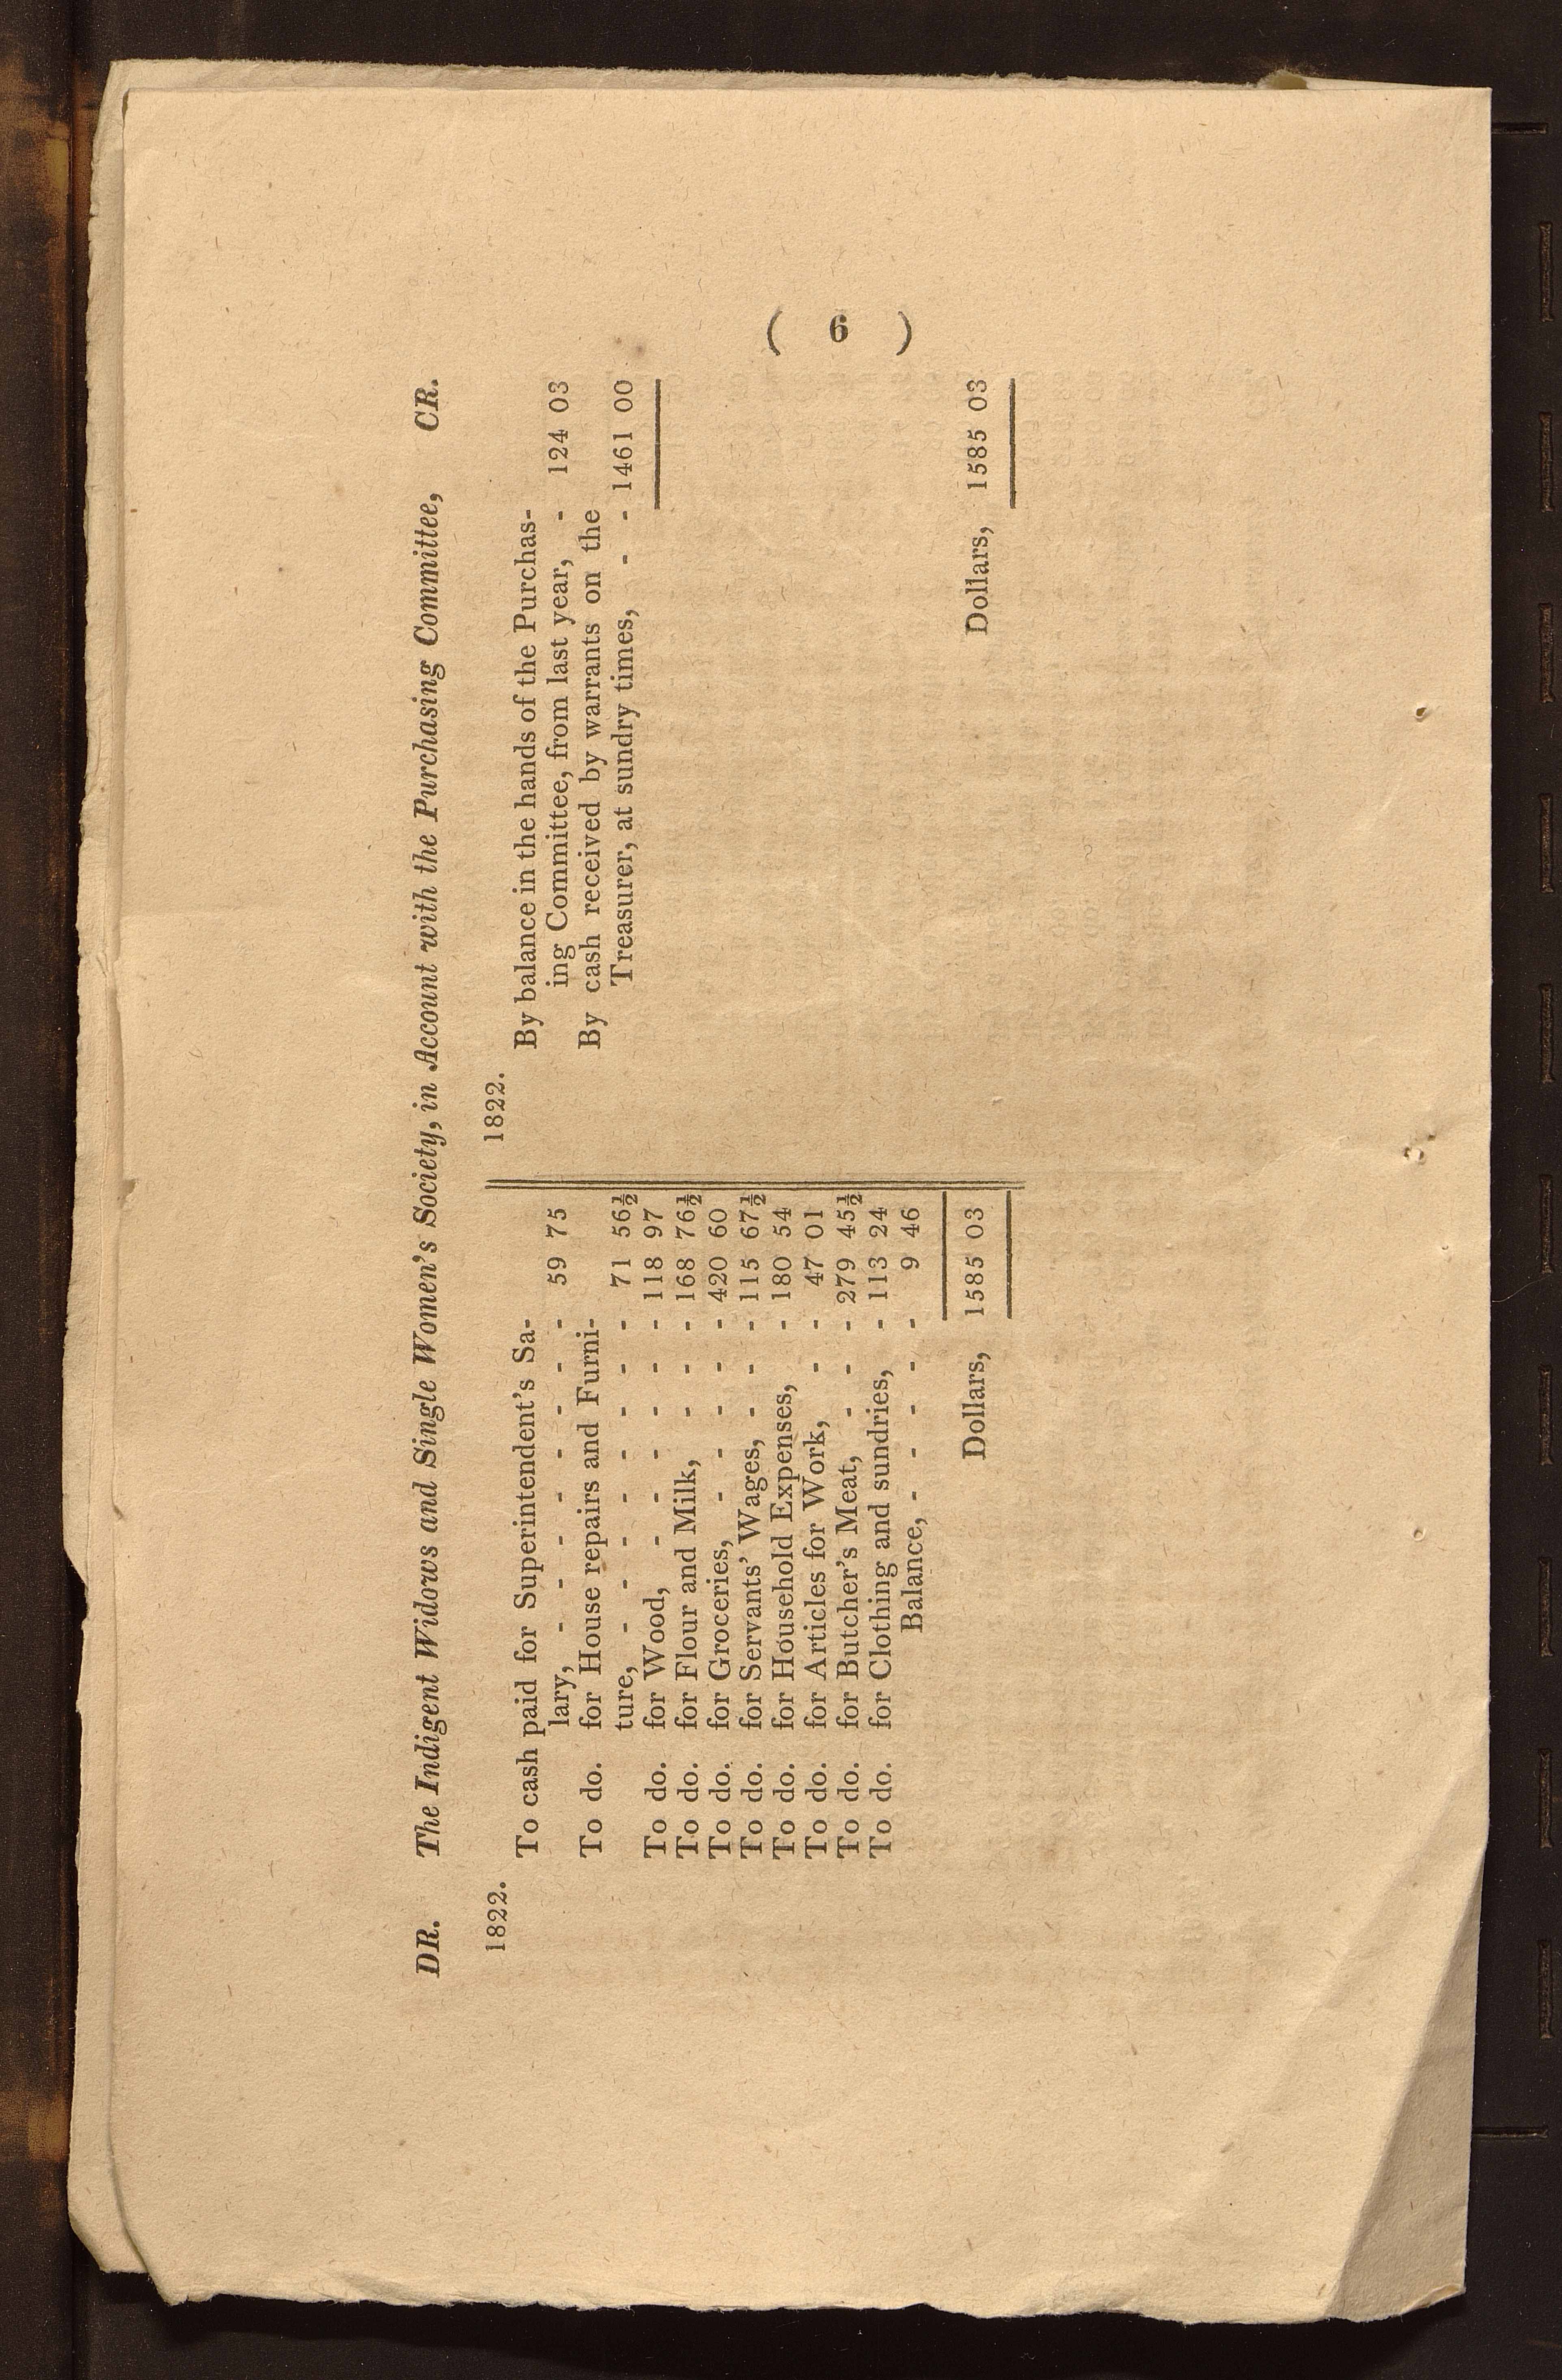 ( 6 )
DR. The Indigent Widows and Single Women's Society, in Account with the Purchasing Committee, CR.
1822.
To cash paid for Superintendent's Sa-
lary, - - - - - - - - 59 75
To do. for House repairs and Furni-
ture, - - - - - - - 71 56½
To do. for Wood, - - - - - - 118 97
To do. for Flour and Milk, - - - 168 76½
To do. for Groceries, - - - - - 420 60
To do. for Servants' Wages, - - - 115 67½
To do. for Household Expenses, - 180 54
To do. for Articles for Work, - - 47 01
To do. for Butcher's Meat, - - - 279 45½
To do. for Clothing and sundries, - 113 24
Balance, - - - - - 9 46
Dollars, 1585 03
1822.
By balance in the hands of the Purchas-
ing Committee, from last year, - 124 03
By cash received by warrants on the
Treasurer, at sundry times, - - 1461 00
Dollars, 1585 03